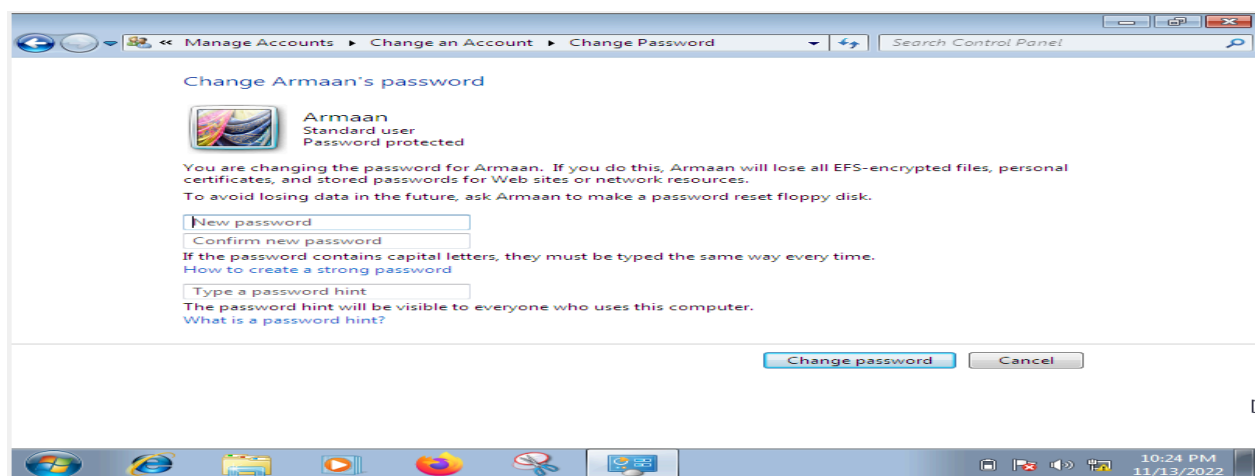 « Manage Accounts ▸ Change an Account ▸ Change Password
Search Control Panel
Change Armaan's password
Armaan
Standard user
Password protected
You are changing the password for Armaan. If you do this, Armaan will lose all EFS-encrypted files, personal
certificates, and stored passwords for Web sites or network resources.
To avoid losing data in the future, ask Armaan to make a password reset floppy disk.
New password
Confirm new password
If the password contains capital letters, they must be typed the same way every time.
How to create a strong password
Type a password hint
The password hint will be visible to everyone who uses this computer.
What is a password hint?
Change password
Cancel
10:24 PM
11/13/2022